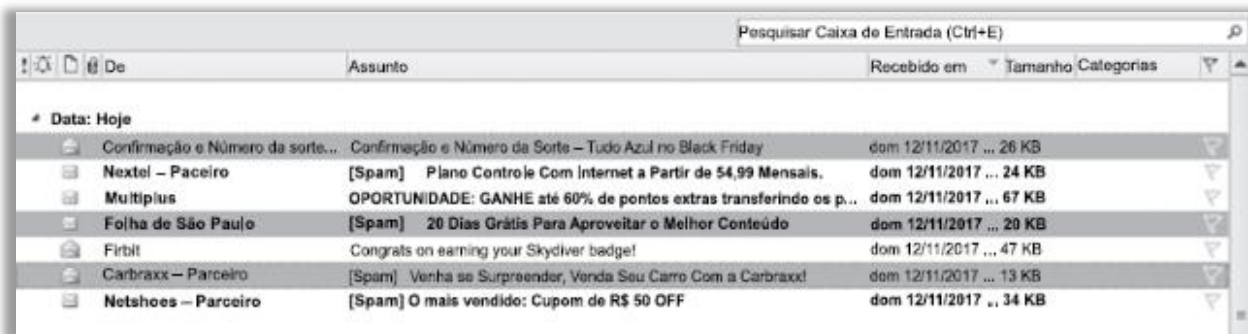 Pesquisar Caixa de Entrada (Ctrl+E)
! De Assunto Recebido em Tamanho Categorias
Data: Hoje
Confirmação e Número da sorte... Confirmação e Número da Sorte – Tudo Azul no Black Friday dom 12/11/2017 ... 26 KB
Nextel – Paceiro [Spam] Plano Controle Com Internet a Partir de 54,99 Mensais. dom 12/11/2017 ... 24 KB
Multiplus OPORTUNIDADE: GANHE até 60% de pontos extras transferindo os p... dom 12/11/2017 ... 67 KB
Folha de São Paulo [Spam] 20 Dias Grátis Para Aproveitar o Melhor Conteúdo dom 12/11/2017 ... 20 KB
Firbit Congrats on earning your Skydiver badge! dom 12/11/2017 ... 47 KB
Carbraxx – Parceiro [Spam] Venha se Surpreender, Venda Seu Carro Com a Carbraxx! dom 12/11/2017 ... 13 KB
Netshoes – Parceiro [Spam] O mais vendido: Cupom de R$ 50 OFF dom 12/11/2017 .. 34 KB